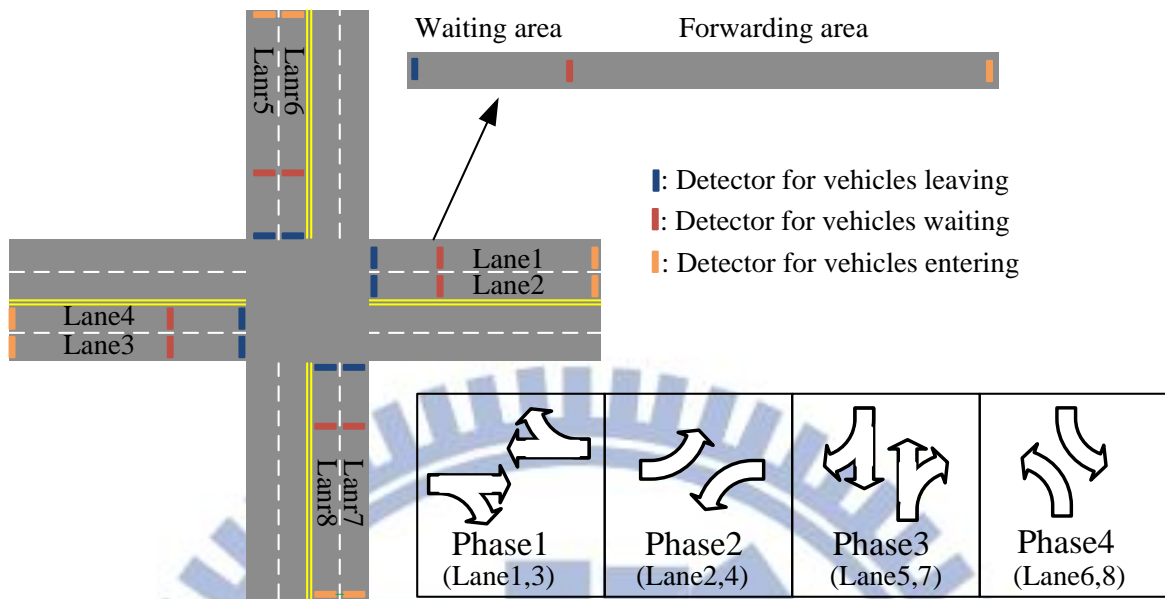 Waiting area
Forwarding area
Lanr5
Lanr6
: Detector for vehicles leaving
: Detector for vehicles waiting
: Detector for vehicles entering
Lane1
Lane2
Lane4
Lane3
Lanr8
Lanr7
Phase1
(Lane1,3)
Phase2
(Lane2,4)
Phase3
(Lane5,7)
Phase4
(Lane6,8)